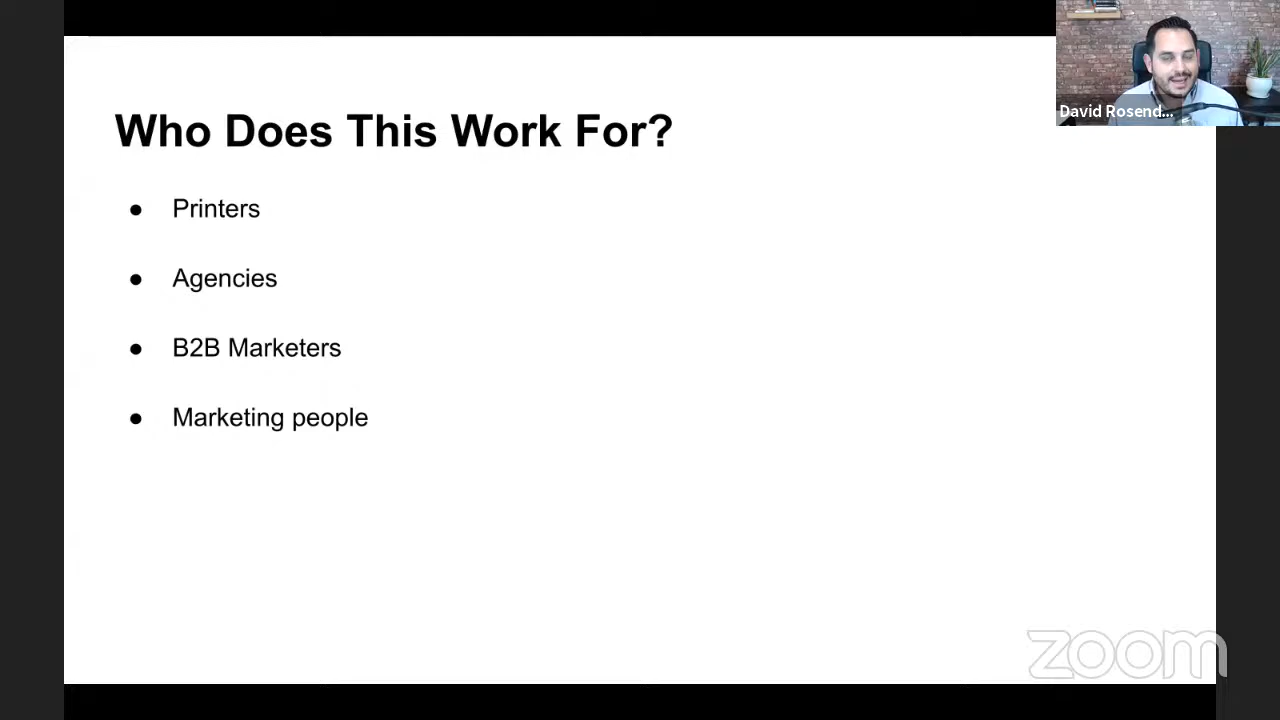 Who Does This Work For?
● Printers
● Agencies
● B2B Marketers
● Marketing people
David Rosend...
zoom